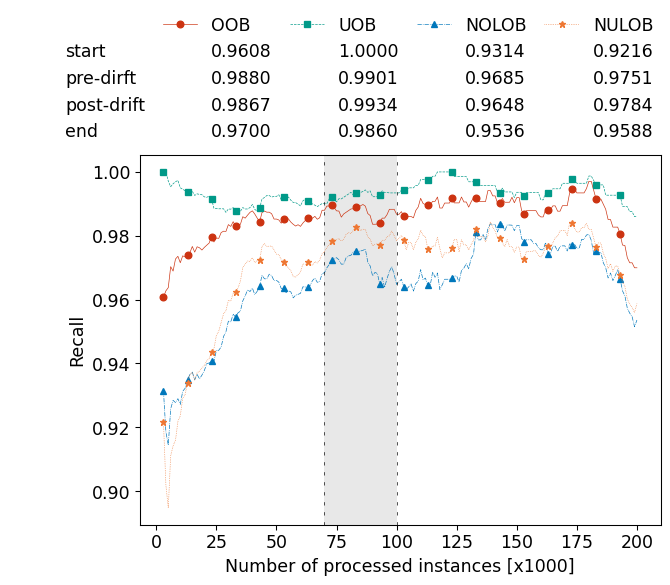 OOB UOB NOLOB NULOB
start 0.9608 1.0000 0.9314 0.9216
pre-dirft 0.9880 0.9901 0.9685 0.9751
post-drift 0.9867 0.9934 0.9648 0.9784
end 0.9700 0.9860 0.9536 0.9588
1.00
0.98
0.96
0.94
0.92
0.90
Recall
0 25 50 75 100 125 150 175 200
Number of processed instances [x1000]